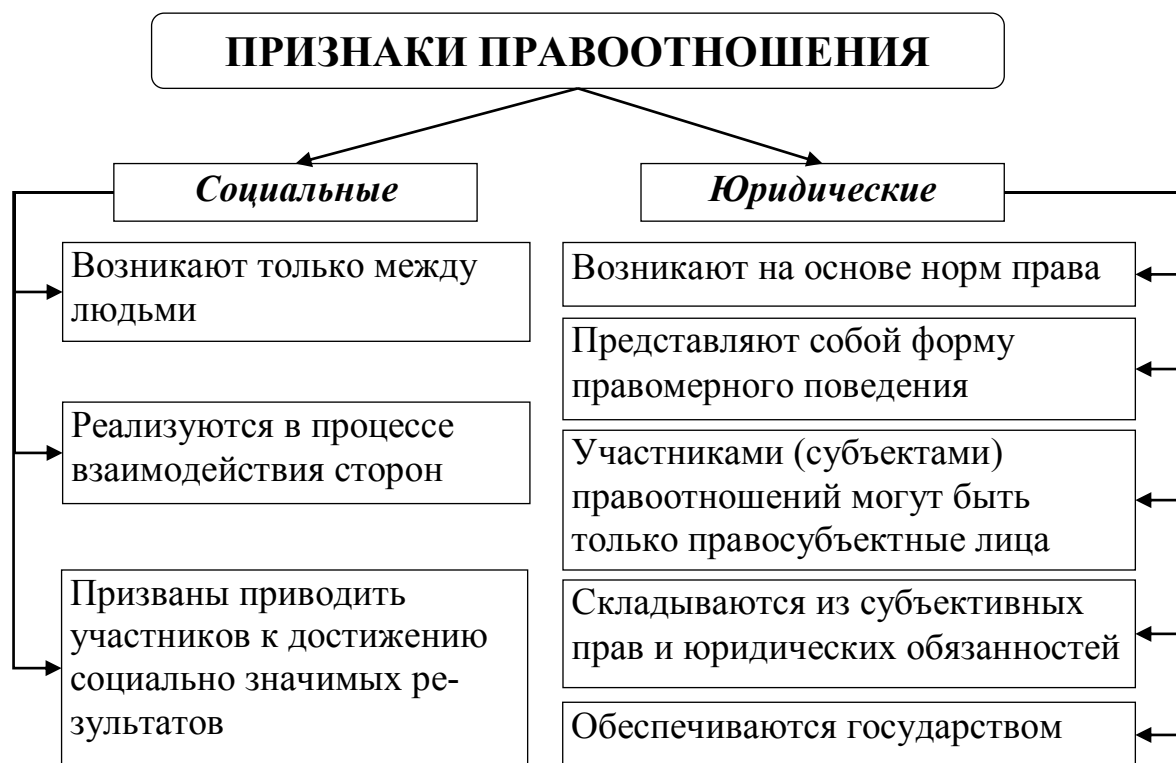 ПРИЗНАКИ ПРАВООТНОШЕНИЯ
Социальные
Возникают только между
людьми
Реализуются в процессе
взаимодействия сторон
Призваны приводить
участников к достижению
социально значимых ре-
зультатов
Юридические
Возникают на основе норм права
Представляют собой форму
правомерного поведения
Участниками (субъектами)
правоотношений могут быть
только правосубъектные лица
Складываются из субъективных
прав и юридических обязанностей
Обеспечиваются государством